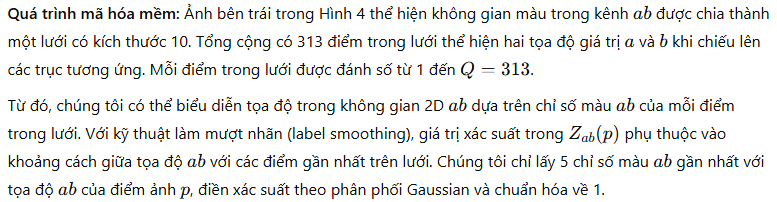 Quá trình mã hóa mềm: Ảnh bên trái trong Hình 4 thể hiện không gian màu trong kênh ab được chia thành
một lưới có kích thước 10. Tổng cộng có 313 điểm trong lưới thể hiện hai tọa độ giá trị a và b khi chiếu lên
các trục tương ứng. Mỗi điểm trong lưới được đánh số từ 1 đến Q = 313.
Từ đó, chúng tôi có thể biểu diễn tọa độ trong không gian 2D ab dựa trên chỉ số màu ab của mỗi điểm
trong lưới. Với kỹ thuật làm mượt nhãn (label smoothing), giá trị xác suất trong Z_{ab}(p) phụ thuộc vào
khoảng cách giữa tọa độ ab với các điểm gần nhất trên lưới. Chúng tôi chỉ lấy 5 chỉ số màu ab gần nhất với
tọa độ ab của điểm ảnh p, điền xác suất theo phân phối Gaussian và chuẩn hóa về 1.